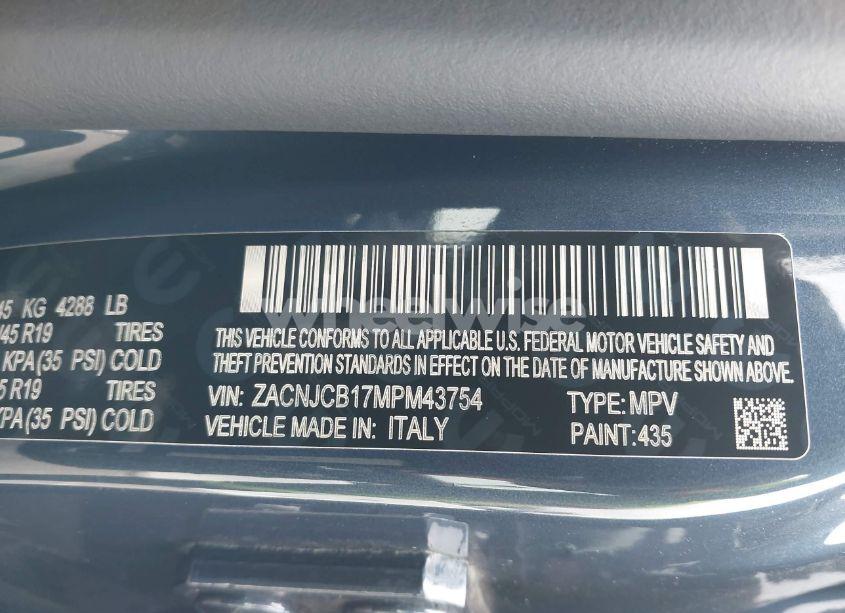 45 KG 4288 LB
/45 R19 TIRES
KPA(35 PSI) COLD
5 R19 TIRES
KPA(35 PSI) COLD
THIS VEHICLE CONFORMS TO ALL APPLICABLE U.S. FEDERAL MOTOR VEHICLE SAFETY AND
THEFT PREVENTION STANDARDS IN EFFECT ON THE DATE OF MANUFACTURE SHOWN ABOVE.
VIN: ZACNJCB17MPM43754 TYPE: MPV
VEHICLE MADE IN: ITALY PAINT: 435
wheelwise